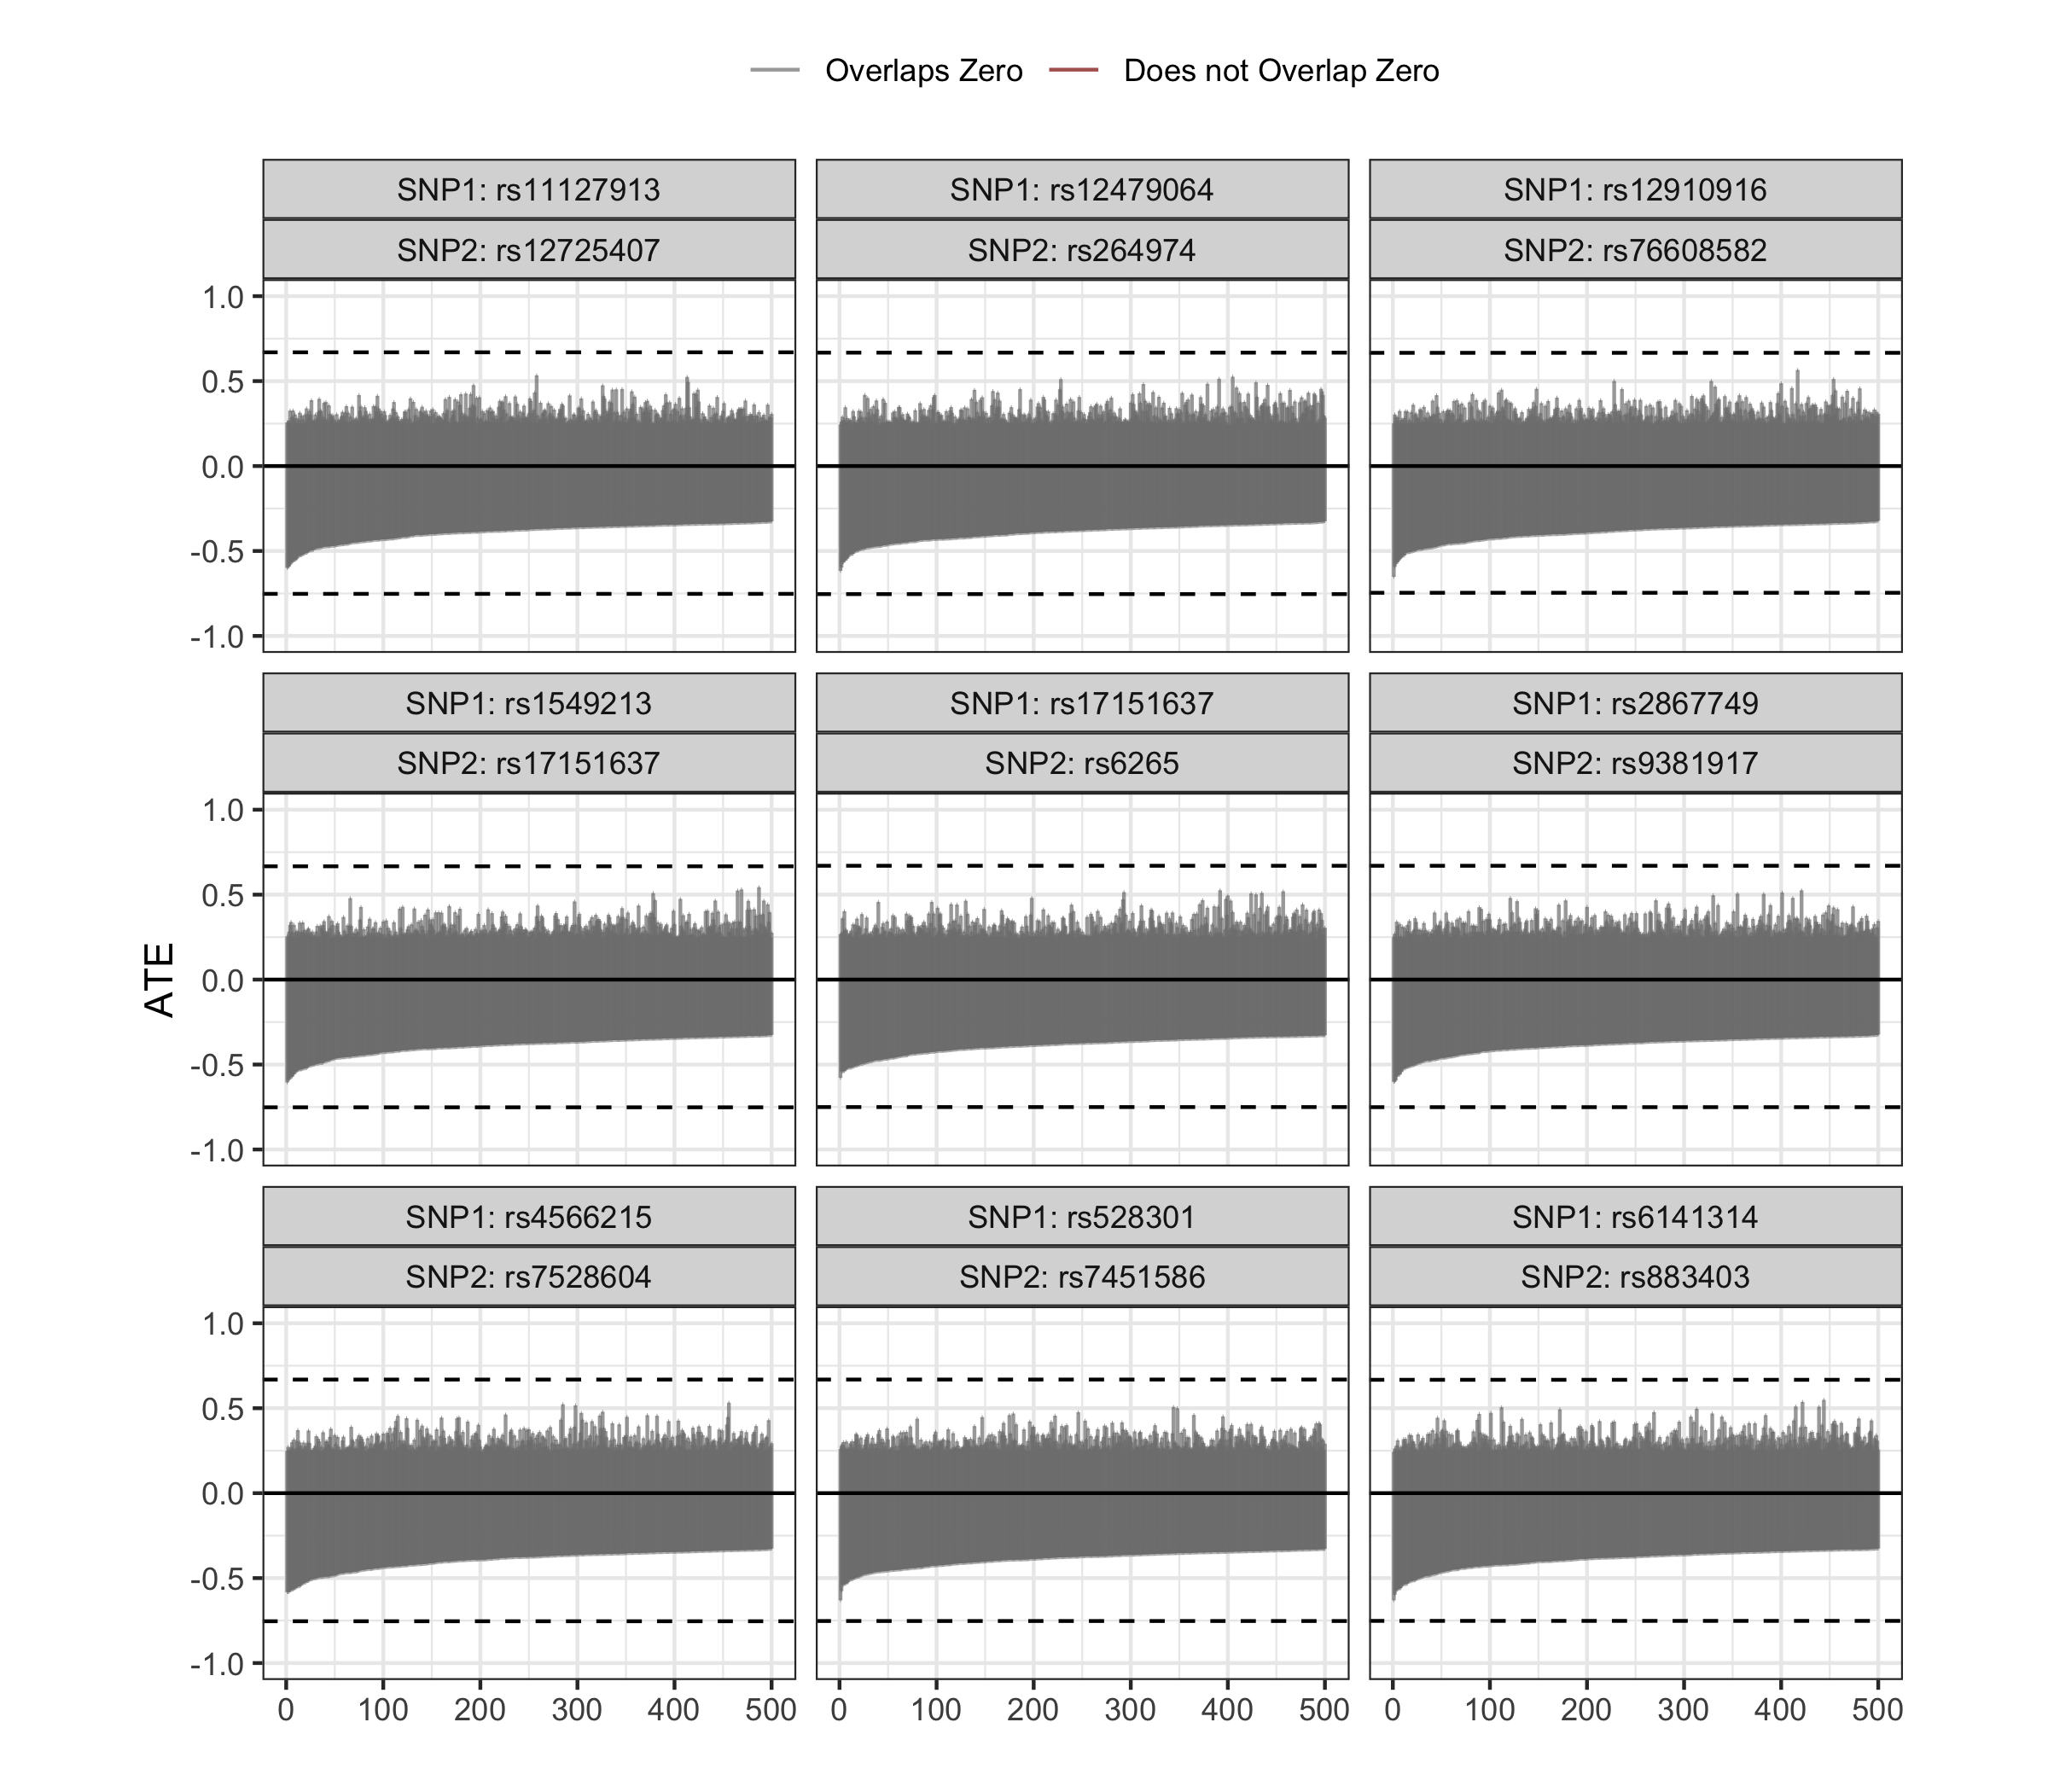 Overlaps Zero Does not Overlap Zero
SNP1: rs11127913 SNP1: rs12479064 SNP1: rs12910916
SNP2: rs12725407 SNP2: rs264974 SNP2: rs76608582
1.0
0.5
0.0
-0.5
-1.0
SNP1: rs1549213 SNP1: rs17151637 SNP1: rs2867749
SNP2: rs17151637 SNP2: rs6265 SNP2: rs9381917
1.0
0.5
ATE
0.0
-0.5
-1.0
SNP1: rs4566215 SNP1: rs528301 SNP1: rs6141314
SNP2: rs7528604 SNP2: rs7451586 SNP2: rs883403
1.0
0.5
0.0
-0.5
-1.0
0 100 200 300 400 500 0 100 200 300 400 500 0 100 200 300 400 500